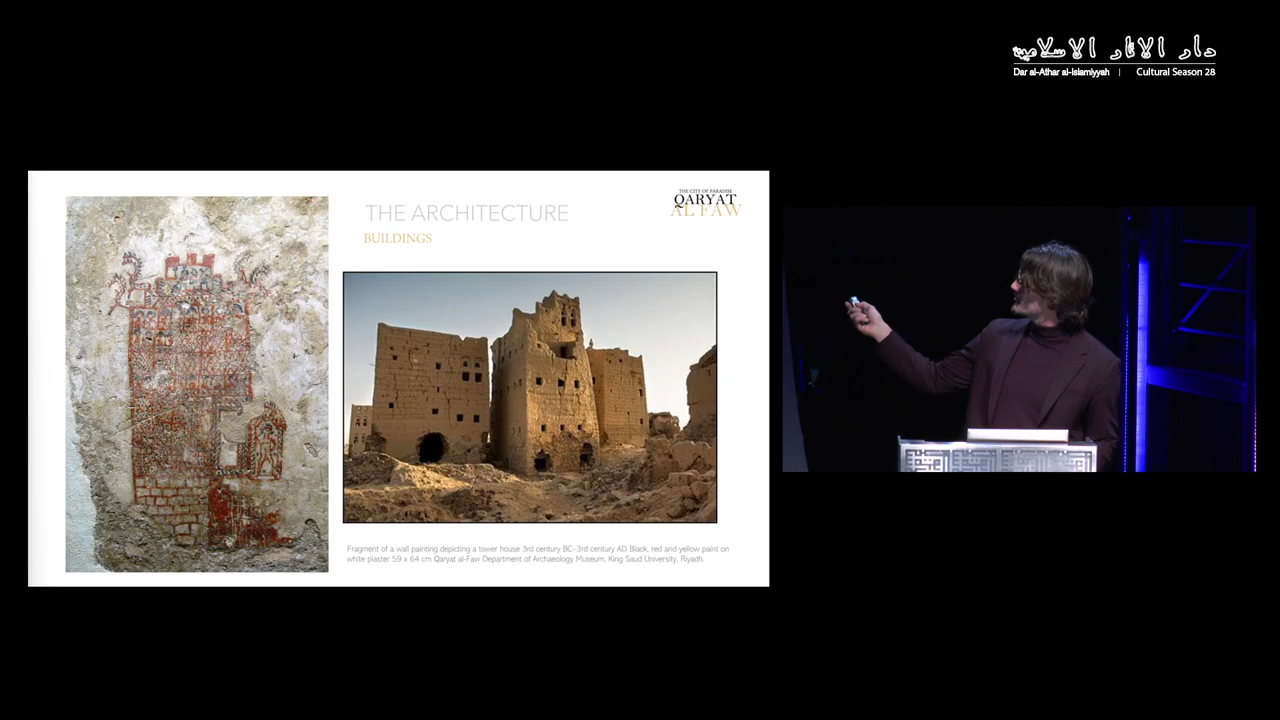 دار الآثار الاسلامية
Dar al-Athar al-Islamiyyah | Cultural Season 28
THE CITY OF PARADISE
QARYAT
AL FAW
THE ARCHITECTURE
BUILDINGS
Fragment of a wall painting depicting a tower house 3rd century BC-3rd century AD Black, red and yellow paint on
white plaster 59 x 64 cm Qaryat al-Faw Department of Archaeology Museum, King Saud University, Riyadh.